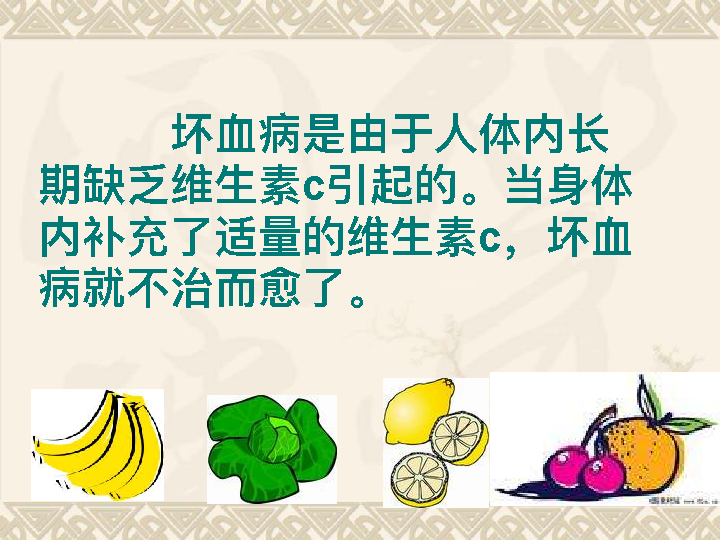 坏血病是由于人体内长
期缺乏维生素c引起的。当身体
内补充了适量的维生素c，坏血
病就不治而愈了。